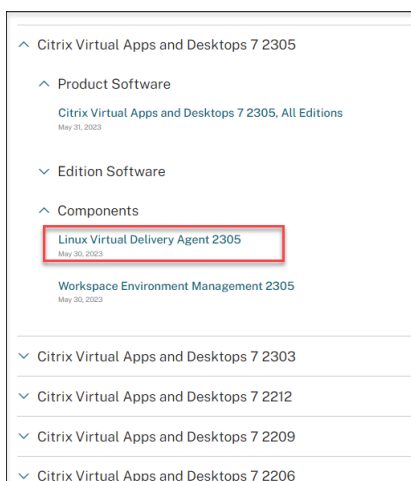 Citrix Virtual Apps and Desktops 7 2305
Product Software
Citrix Virtual Apps and Desktops 7 2305, All Editions
May 31, 2023
Edition Software
Components
Linux Virtual Delivery Agent 2305
May 30, 2023
Workspace Environment Management 2305
May 30, 2023
Citrix Virtual Apps and Desktops 7 2303
Citrix Virtual Apps and Desktops 7 2212
Citrix Virtual Apps and Desktops 7 2209
Citrix Virtual Apps and Desktops 7 2206